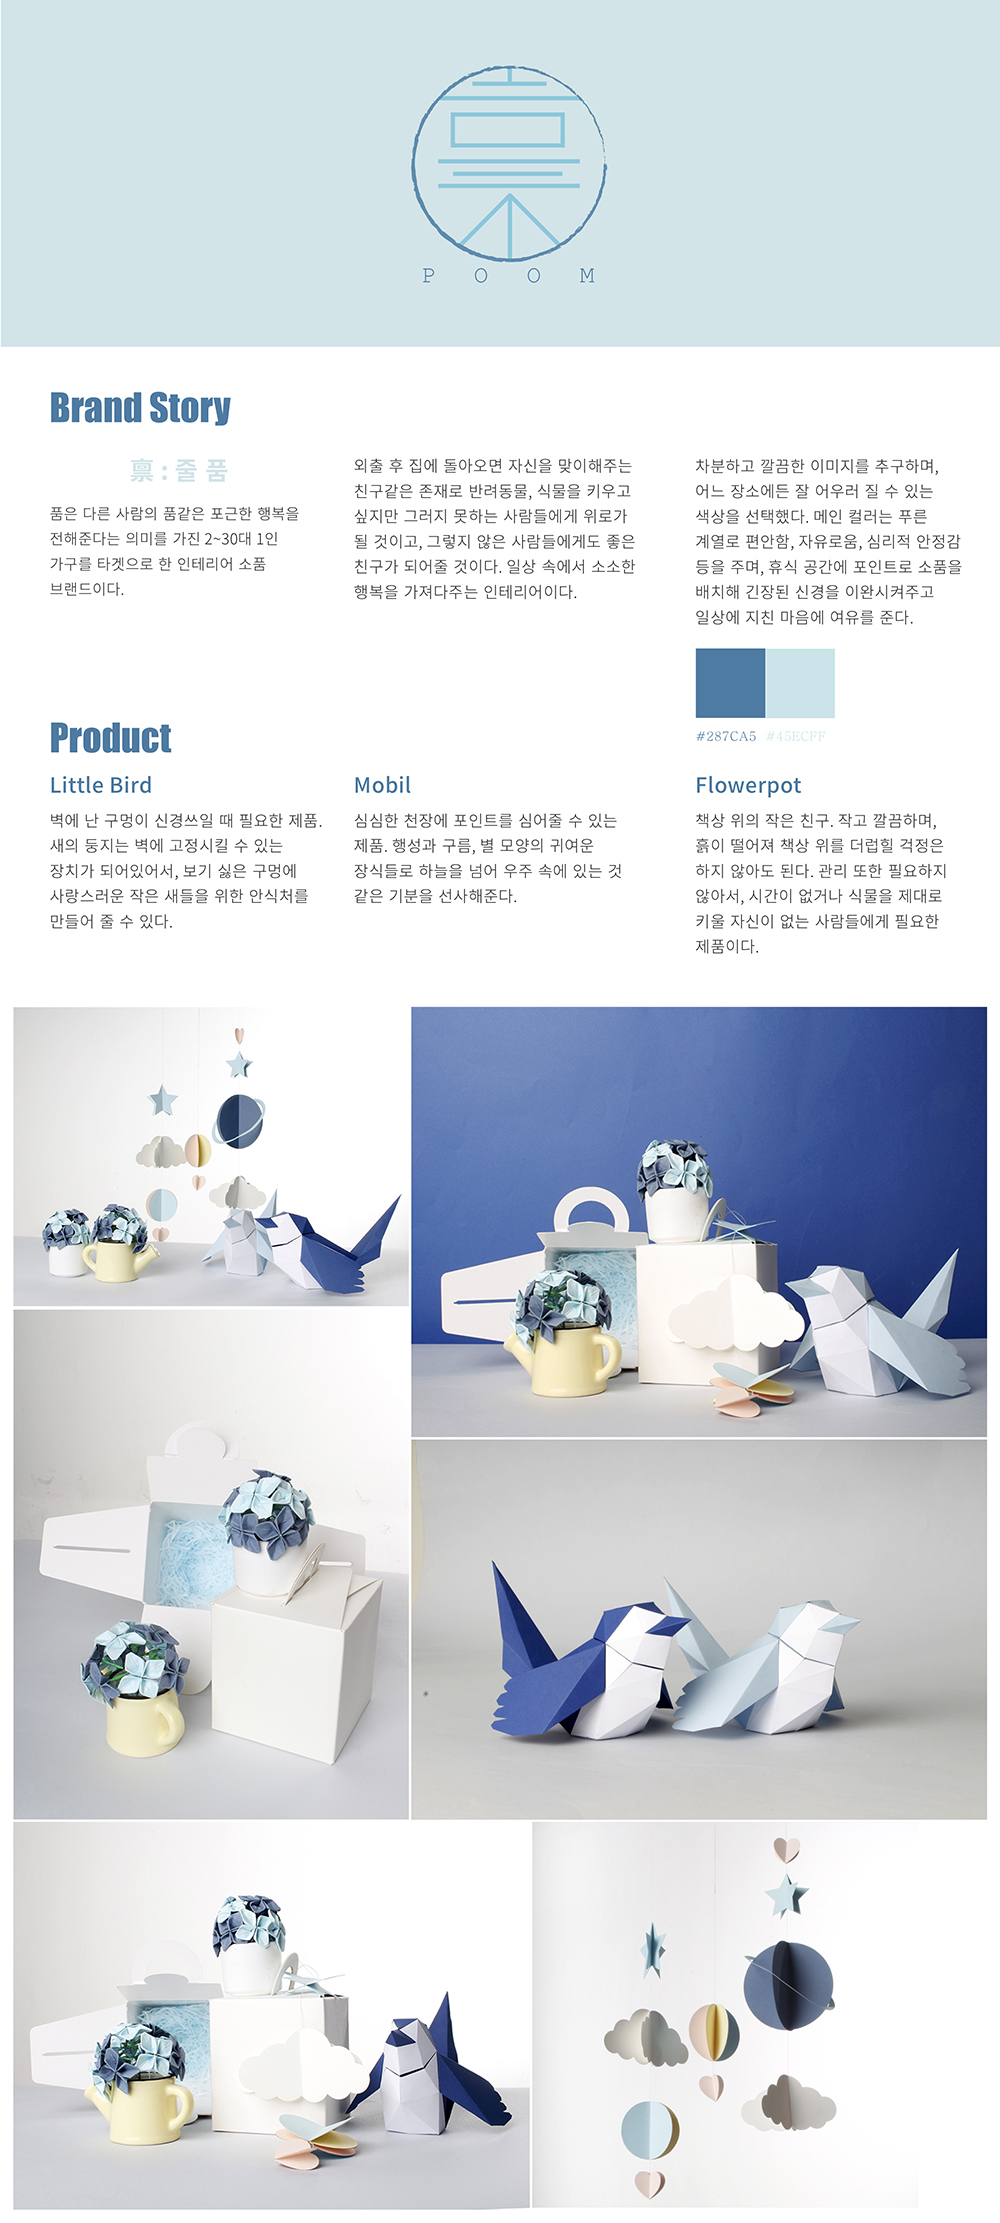 P O O M
Brand Story
稟 : 줄 품
품은 다른 사람의 품같은 포근한 행복을
전해준다는 의미를 가진 2~30대 1인
가구를 타겟으로 한 인테리어 소품
브랜드이다.
외출 후 집에 돌아오면 자신을 맞이해주는
친구같은 존재로 반려동물, 식물을 키우고
싶지만 그러지 못하는 사람들에게 위로가
될 것이고, 그렇지 않은 사람들에게도 좋은
친구가 되어줄 것이다. 일상 속에서 소소한
행복을 가져다주는 인테리어이다.
차분하고 깔끔한 이미지를 추구하며,
어느 장소에든 잘 어우러 질 수 있는
색상을 선택했다. 메인 컬러는 푸른
계열로 편안함, 자유로움, 심리적 안정감
등을 주며, 휴식 공간에 포인트로 소품을
배치해 긴장된 신경을 이완시켜주고
일상에 지친 마음에 여유를 준다.
#287CA5 #45ECFF
Product
Little Bird
벽에 난 구멍이 신경쓰일 때 필요한 제품.
새의 둥지는 벽에 고정시킬 수 있는
장치가 되어있어서, 보기 싫은 구멍에
사랑스러운 작은 새들을 위한 안식처를
만들어 줄 수 있다.
Mobil
심심한 천장에 포인트를 심어줄 수 있는
제품. 행성과 구름, 별 모양의 귀여운
장식들로 하늘을 넘어 우주 속에 있는 것
같은 기분을 선사해준다.
Flowerpot
책상 위의 작은 친구. 작고 깔끔하며,
흙이 떨어져 책상 위를 더럽힐 걱정은
하지 않아도 된다. 관리 또한 필요하지
않아서, 시간이 없거나 식물을 제대로
키울 자신이 없는 사람들에게 필요한
제품이다.